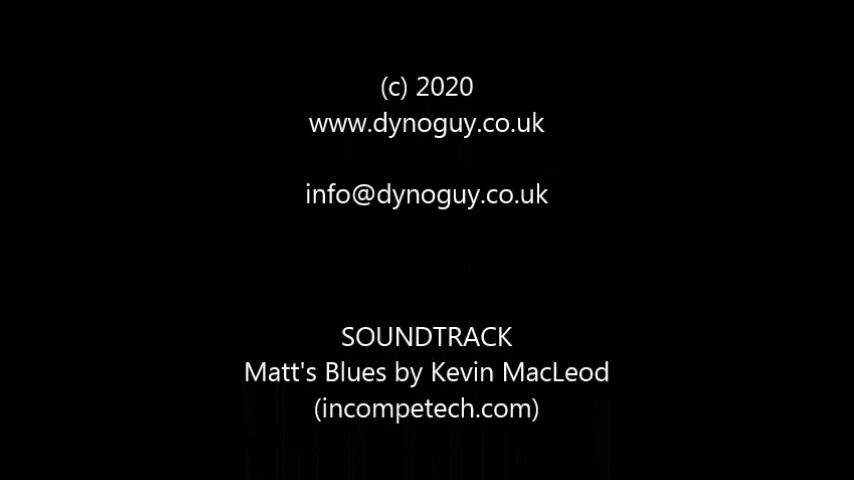 (c) 2020
www.dynoguy.co.uk
info@dynoguy.co.uk
SOUNDTRACK
Matt's Blues by Kevin MacLeod
(incompetech.com)